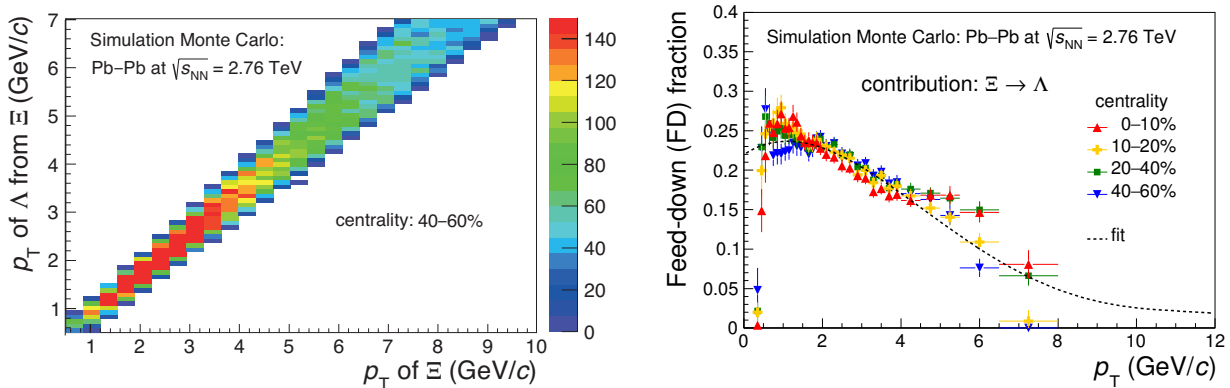 Simulation Monte Carlo:
Pb–Pb at √sNN = 2.76 TeV
centrality: 40–60%
pT of Λ from Ξ (GeV/c)
7
6
5
4
3
2
1
1 2 3 4 5 6 7 8 9 10
pT of Ξ (GeV/c)
140
120
100
80
60
40
20
0
Simulation Monte Carlo: Pb–Pb at √sNN = 2.76 TeV
contribution: Ξ → Λ
centrality
0–10%
10–20%
20–40%
40–60%
fit
Feed-down (FD) fraction
0.4
0.35
0.3
0.25
0.2
0.15
0.1
0.05
0
0 2 4 6 8 10 12
pT (GeV/c)